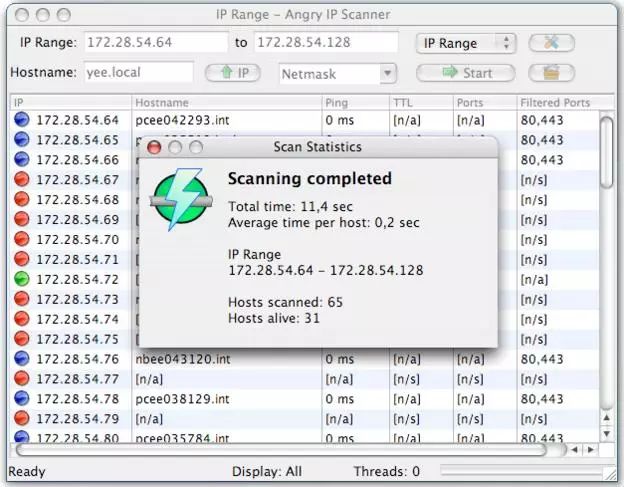 IP Range – Angry IP Scanner
IP Range: 172.28.54.64 to 172.28.54.128 IP Range
Hostname: yee.local IP Netmask Start
IP Hostname Ping TTL Ports Filtered Ports
172.28.54.64 pcee042293.int 0 ms [n/a] [n/a] 80,443
172.28.54.65 80,443
172.28.54.66 80,443
172.28.54.67 [n/s]
172.28.54.68 [n/s]
172.28.54.69 [n/s]
172.28.54.70 [n/s]
172.28.54.71 [n/s]
172.28.54.72 [n/a]
172.28.54.73 [n/s]
172.28.54.74 [n/s]
172.28.54.75 [n/s]
172.28.54.76 nbee043120.int 0 ms [n/a] [n/a] 80,443
172.28.54.77 [n/a] [n/a] [n/s] [n/s] [n/s]
172.28.54.78 pcee038129.int 0 ms [n/a] [n/a] 80,443
172.28.54.79 [n/a] [n/a] [n/s] [n/s] [n/s]
172.28.54.80 pcee035784.int 0 ms [n/a] [n/a] 80,443
Scan Statistics
Scanning completed
Total time: 11,4 sec
Average time per host: 0,2 sec
IP Range
172.28.54.64 – 172.28.54.128
Hosts scanned: 65
Hosts alive: 31
Ready Display: All Threads: 0